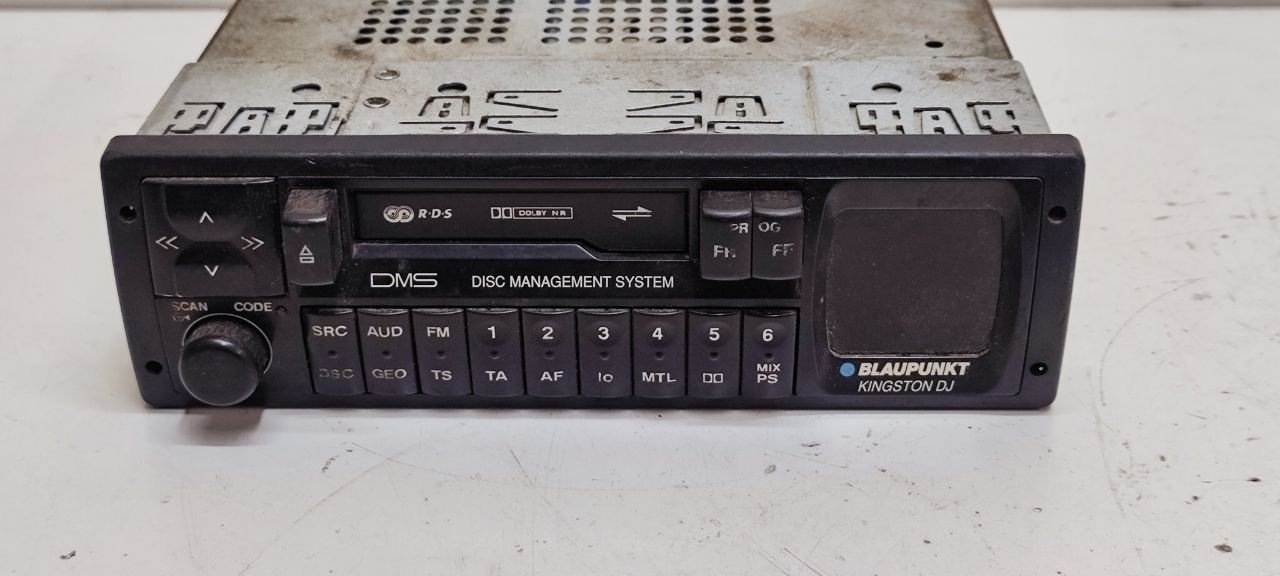 R·D·S
DOLBY N R
PR OG
FR FF
DMS DISC MANAGEMENT SYSTEM
SCAN CODE
SRC AUD FM 1 2 3 4 5 6
DSC GEO TS TA AF lo MTL MIX
PS
BLAUPUNKT
KINGSTON DJ